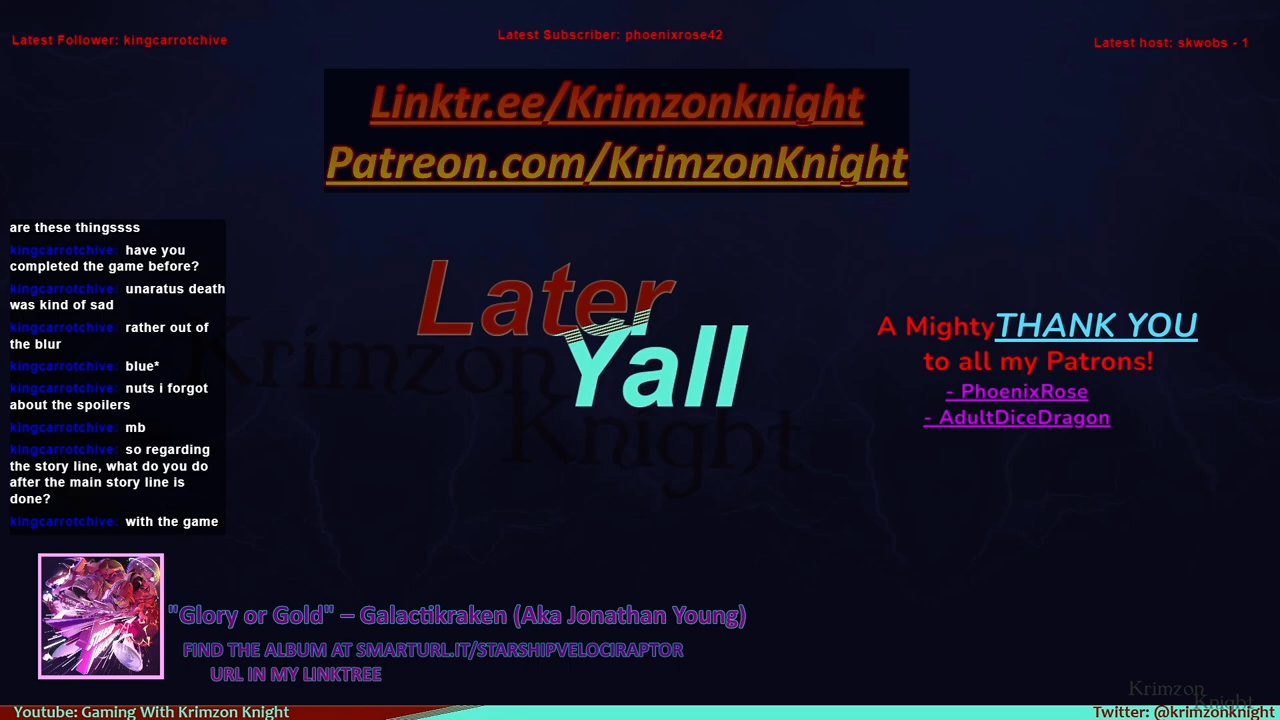 Latest Follower: kingcarrotchive
Latest Subscriber: phoenixrose42
Latest host: skwobs - 1
Linktr.ee/Krimzonknight
Patreon.com/KrimzonKnight
are these thingssss
kingcarrotchive: have you
completed the game before?
kingcarrotchive: unaratus death
was kind of sad
kingcarrotchive: rather out of
the blur
kingcarrotchive: blue*
kingcarrotchive: nuts i forgot
about the spoilers
kingcarrotchive: mb
kingcarrotchive: so regarding
the story line, what do you do
after the main story line is
done?
kingcarrotchive: with the game
Later
Yall
Krimzon
Knight
A Mighty THANK YOU
to all my Patrons!
- PhoenixRose
- AdultDiceDragon
"Glory or Gold" – Galactikraken (Aka Jonathan Young)
FIND THE ALBUM AT SMARTURL.IT/STARSHIPVELOCIRAPTOR
URL IN MY LINKTREE
Krimzon
Knight
Youtube: Gaming With Krimzon Knight
Twitter: @krimzonknight